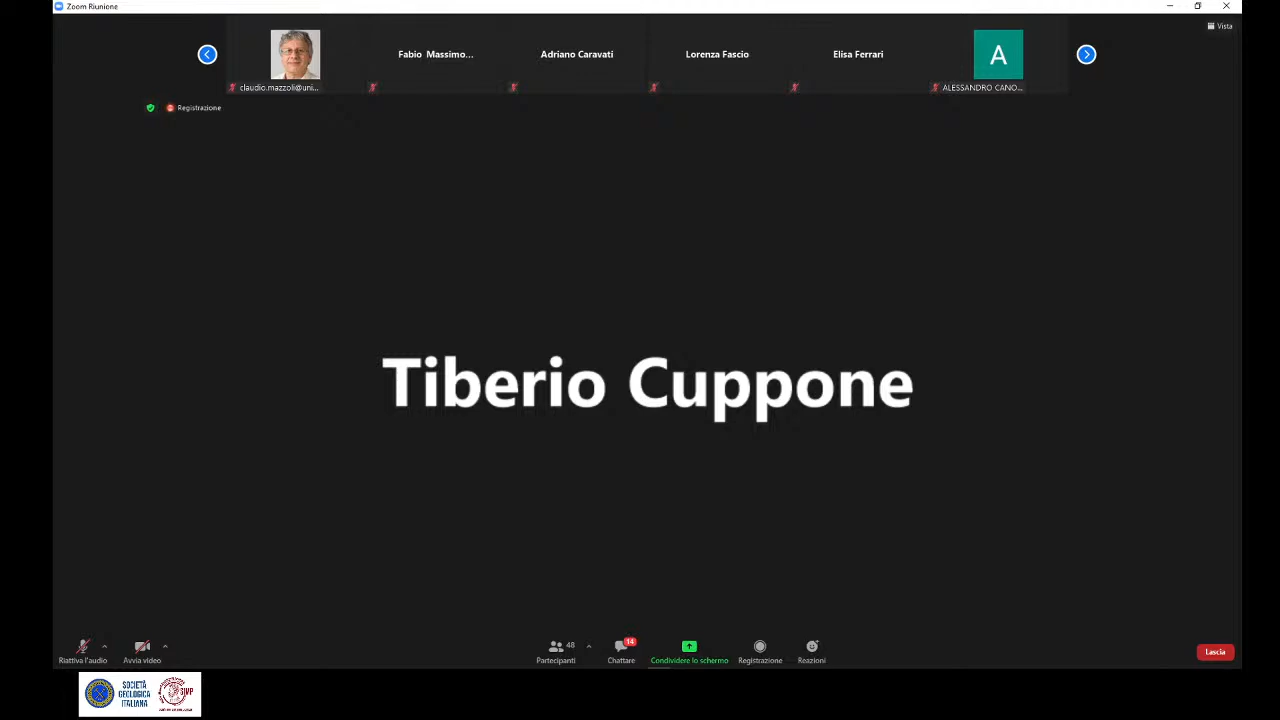 Zoom Riunione
Vista
Fabio Massimo...
Adriano Caravati
Lorenza Fascio
Elisa Ferrari
A
claudio.mazzoli@uni...
ALESSANDRO CANO...
Registrazione
Tiberio Cuppone
48
14
Riattiva l'audio
Avvia video
Partecipanti
Chattare
Condividere lo schermo
Registrazione
Reazioni
Lascia
SOCIETÀ
GEOLOGICA
ITALIANA
SIMP